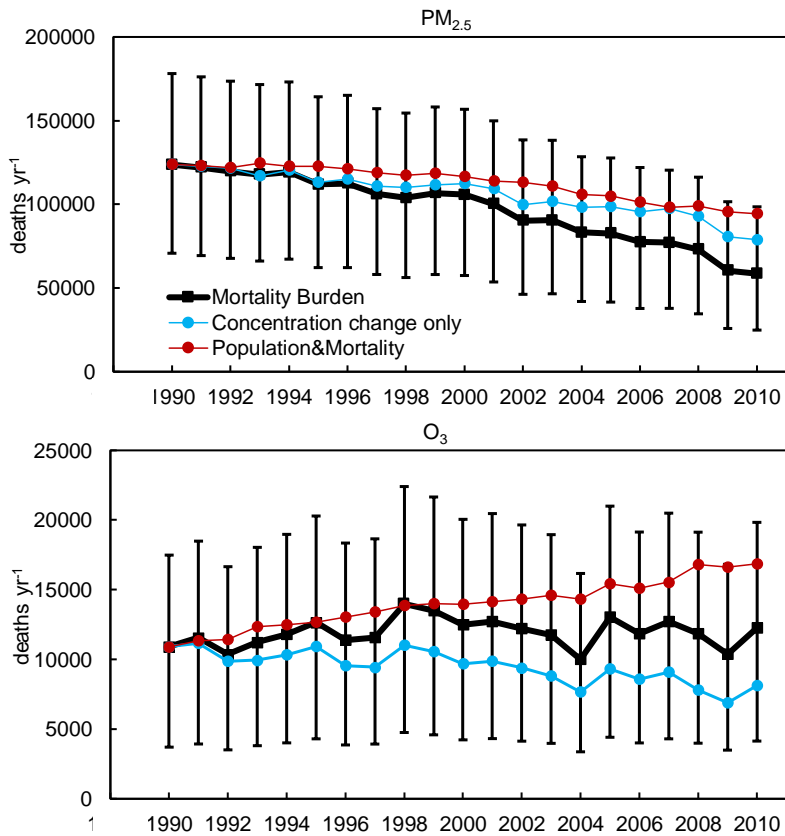 PM2.5
200000
150000
100000
50000
0
deaths yr-1
Mortality Burden
Concentration change only
Population&Mortality
1990 1992 1994 1996 1998 2000 2002 2004 2006 2008 2010
O3
25000
20000
15000
10000
5000
0
deaths yr-1
1 1990 1992 1994 1996 1998 2000 2002 2004 2006 2008 2010